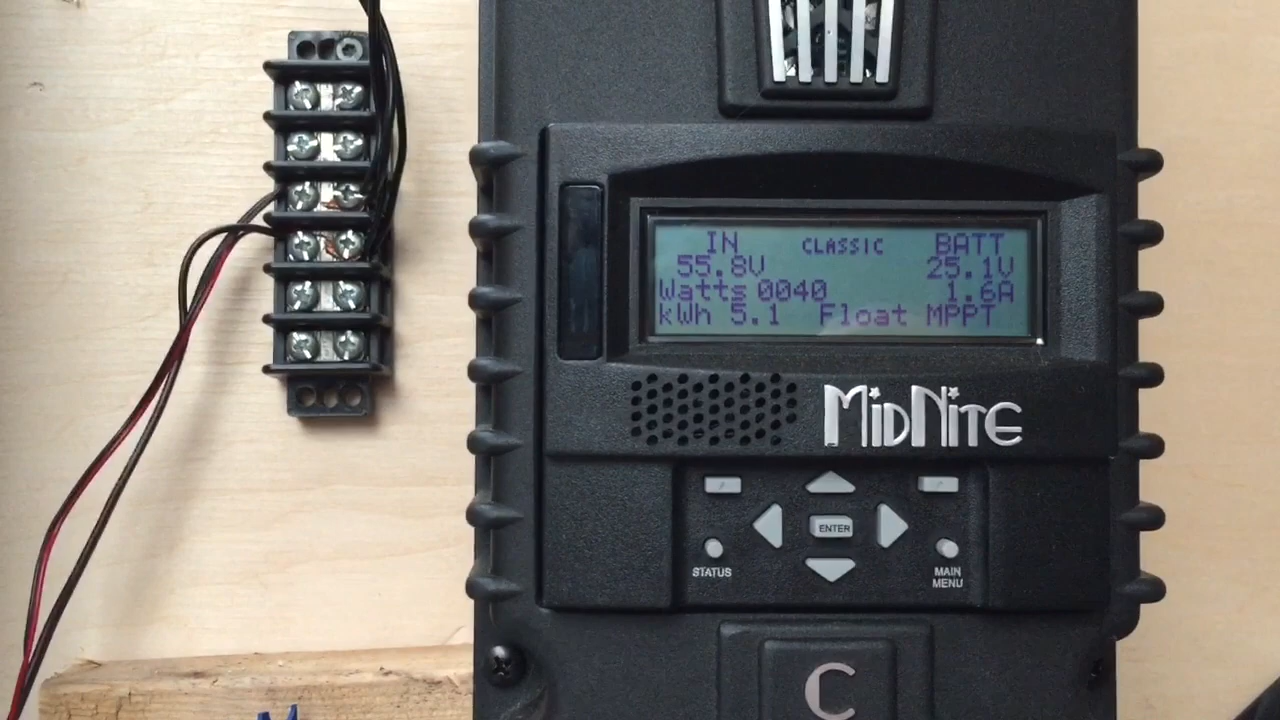 IN CLASSIC BATT
55.8V 25.1V
Watts 0040 1.6A
kWh 5.1 Float MPPT
MIDNITE
ENTER
STATUS
MAIN
MENU
C